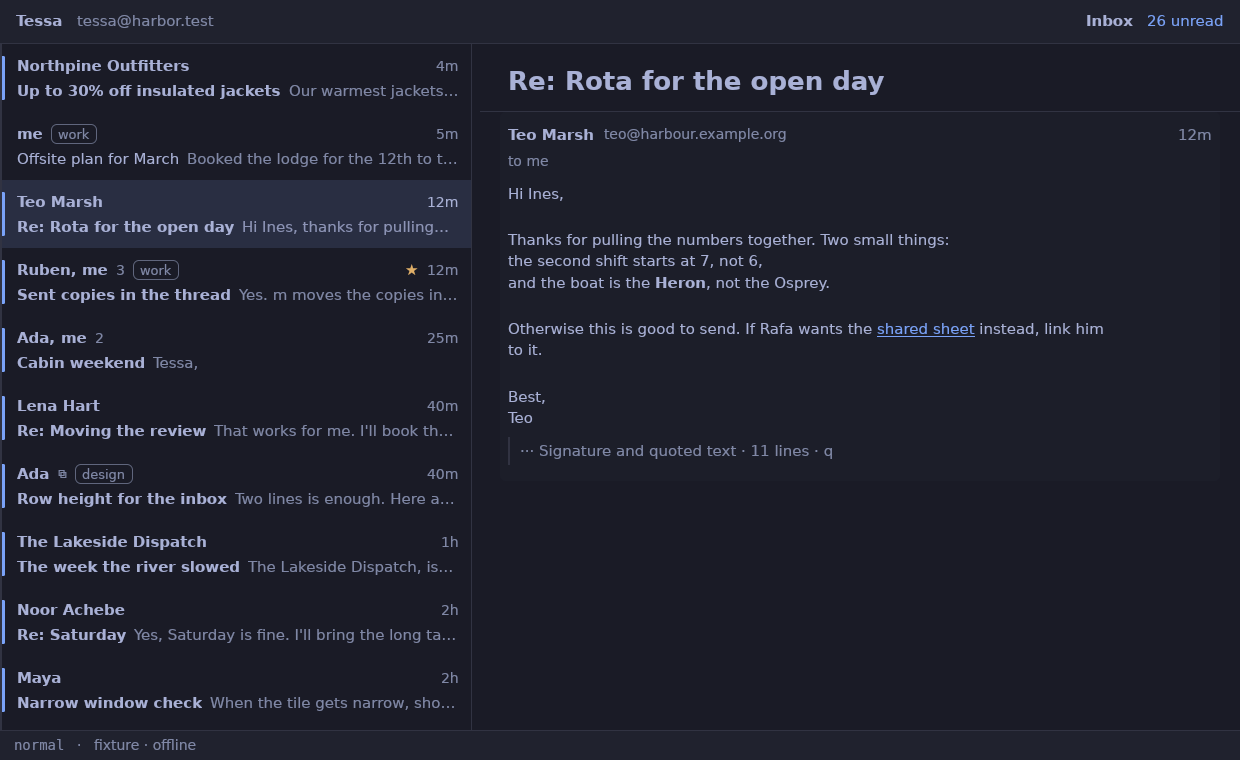 Tessa tessa@harbor.test
Inbox 26 unread
Northpine Outfitters 4m
Up to 30% off insulated jackets Our warmest jackets…
me work 5m
Offsite plan for March Booked the lodge for the 12th to t…
Teo Marsh 12m
Re: Rota for the open day Hi Ines, thanks for pulling…
Ruben, me 3 work ★ 12m
Sent copies in the thread Yes. m moves the copies in…
Ada, me 2 25m
Cabin weekend Tessa,
Lena Hart 40m
Re: Moving the review That works for me. I'll book th…
Ada design 40m
Row height for the inbox Two lines is enough. Here a…
The Lakeside Dispatch 1h
The week the river slowed The Lakeside Dispatch, is…
Noor Achebe 2h
Re: Saturday Yes, Saturday is fine. I'll bring the long ta…
Maya 2h
Narrow window check When the tile gets narrow, sho…
Re: Rota for the open day
Teo Marsh teo@harbour.example.org 12m
to me
Hi Ines,
Thanks for pulling the numbers together. Two small things:
the second shift starts at 7, not 6,
and the boat is the Heron, not the Osprey.
Otherwise this is good to send. If Rafa wants the shared sheet instead, link him
to it.
Best,
Teo
··· Signature and quoted text · 11 lines · q
normal · fixture · offline